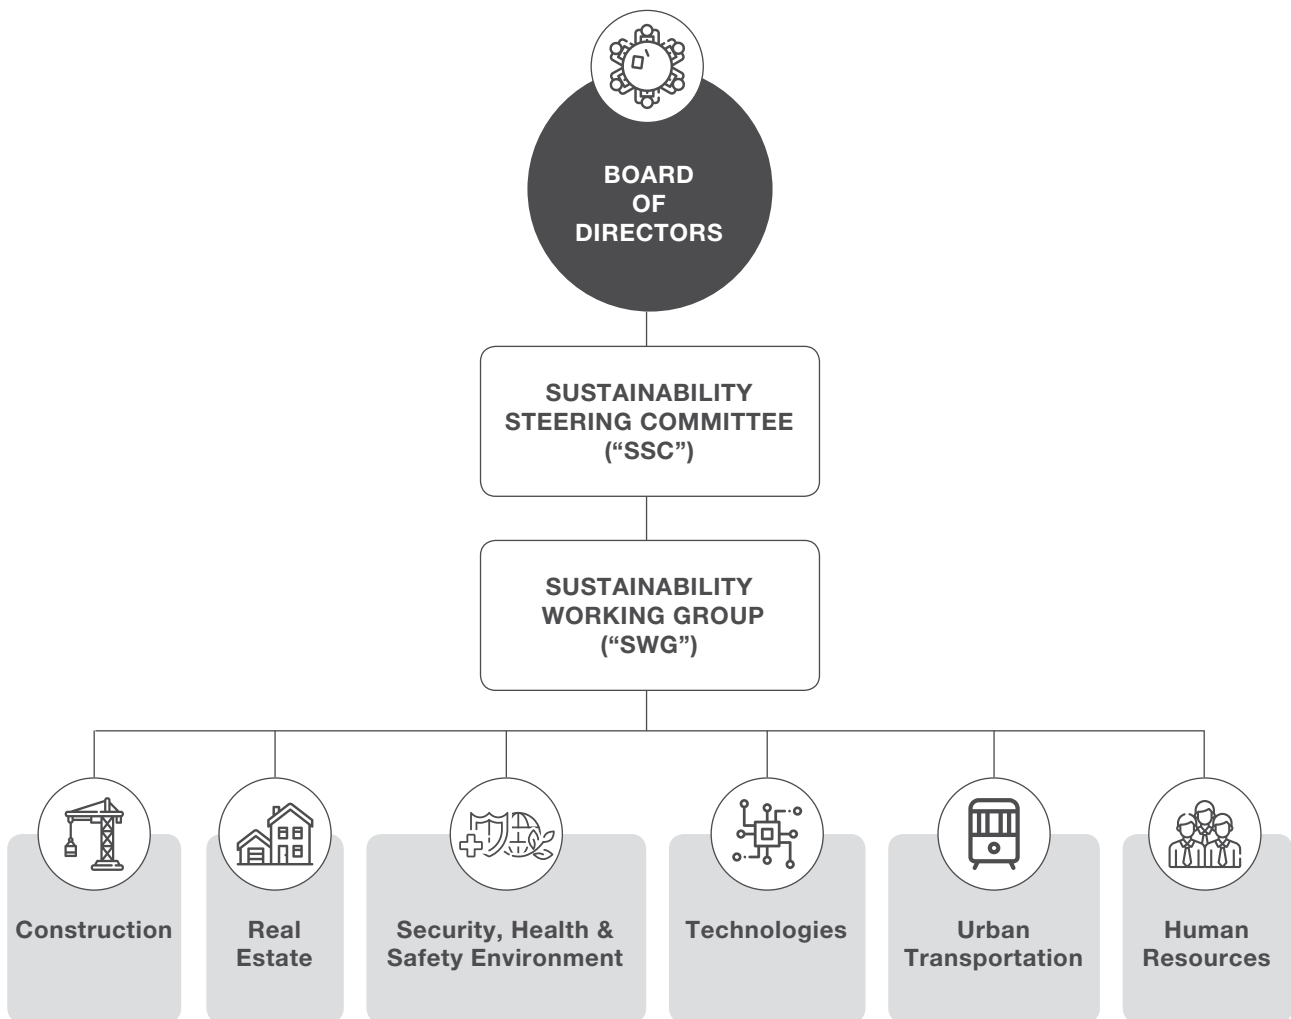 BOARD
OF
DIRECTORS
SUSTAINABILITY
STEERING COMMITTEE
(“SSC”)
SUSTAINABILITY
WORKING GROUP
(“SWG”)
Construction
Real
Estate
Security, Health &
Safety Environment
Technologies
Urban
Transportation
Human
Resources